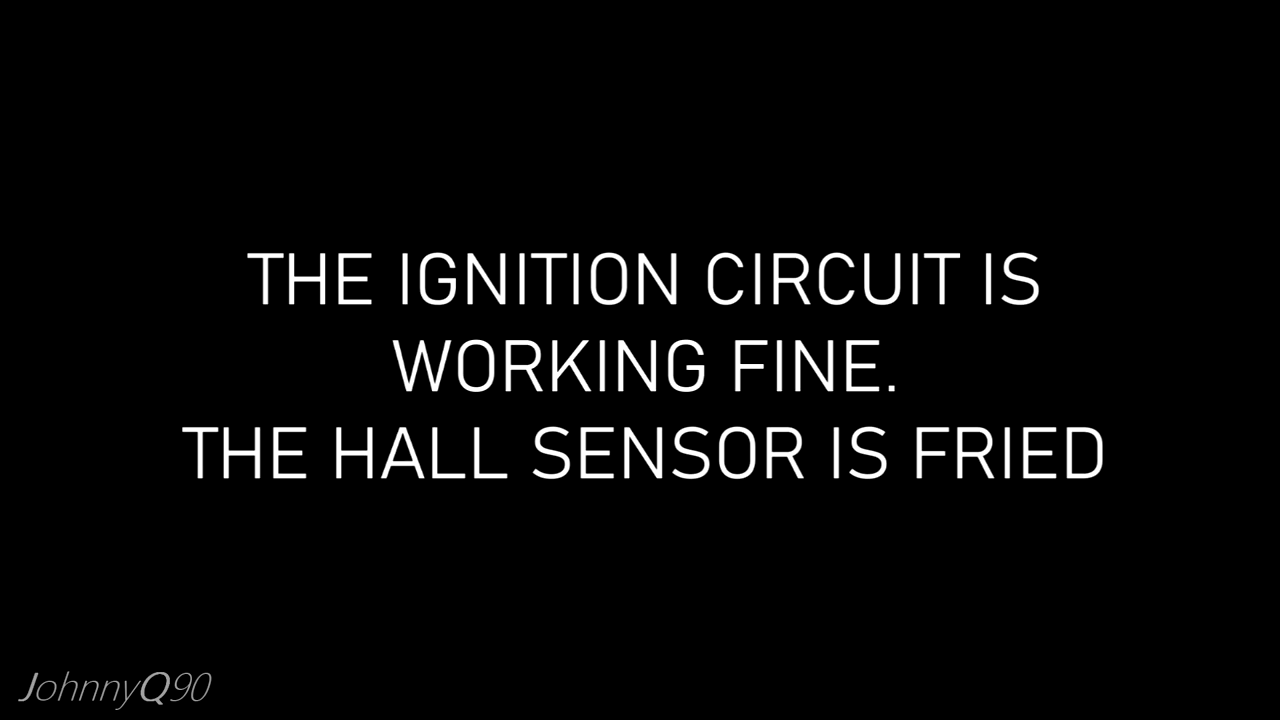 THE IGNITION CIRCUIT IS
WORKING FINE.
THE HALL SENSOR IS FRIED
JohnnyQ90